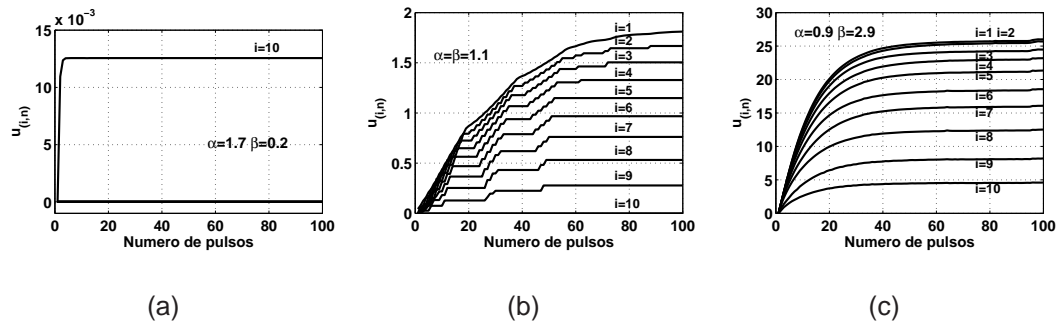 x 10⁻³
15
10
5
0
0 20 40 60 80 100
u(i,n)
Numero de pulsos
i=10
α=1.7 β=0.2
(a)
2
1.5
1
0.5
0
0 20 40 60 80 100
u(i,n)
Numero de pulsos
α=β=1.1
i=1
i=2
i=3
i=4
i=5
i=6
i=7
i=8
i=9
i=10
(b)
30
25
20
15
10
5
0
0 20 40 60 80 100
u(i,n)
Numero de pulsos
α=0.9 β=2.9
i=1 i=2
i=3
i=4
i=5
i=6
i=7
i=8
i=9
i=10
(c)